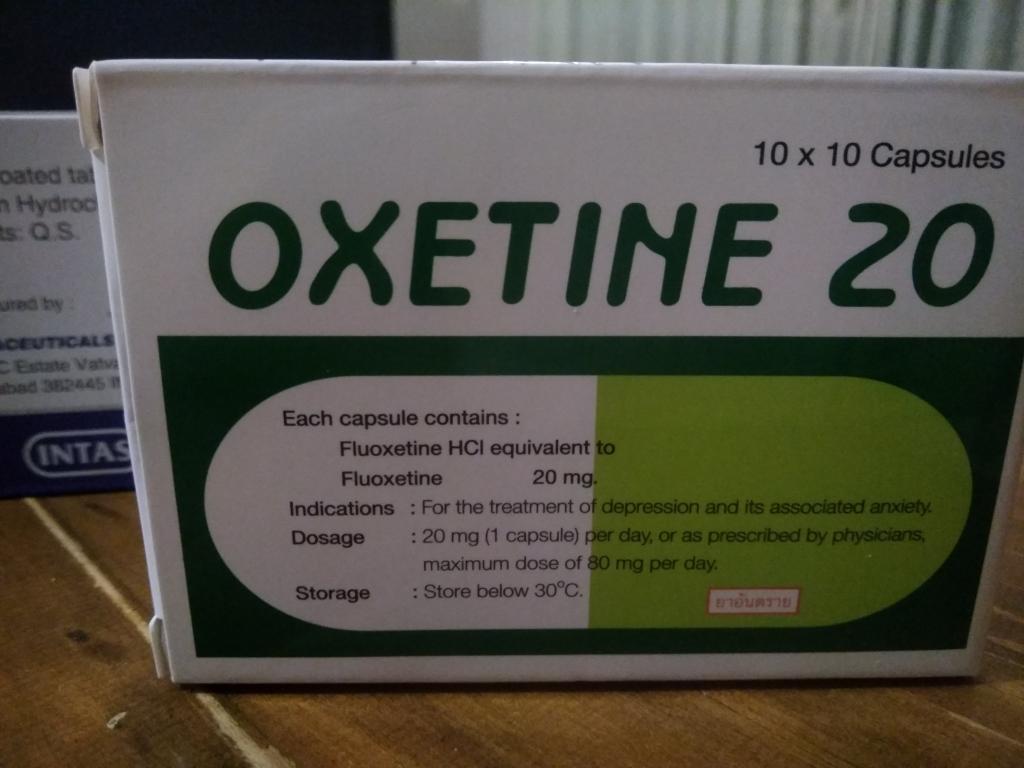 10 x 10 Capsules
OXETINE 20
Each capsule contains :
Fluoxetine HCl equivalent to
Fluoxetine 20 mg.
Indications : For the treatment of depression and its associated anxiety.
Dosage : 20 mg (1 capsule) per day, or as prescribed by physicians,
maximum dose of 80 mg per day.
Storage : Store below 30°C.
ยาอันตราย
oated tab
n Hydroc
ts: Q.S.
ured by :
CEUTICALS
C Estate Vatva
abad 382445
INTAS